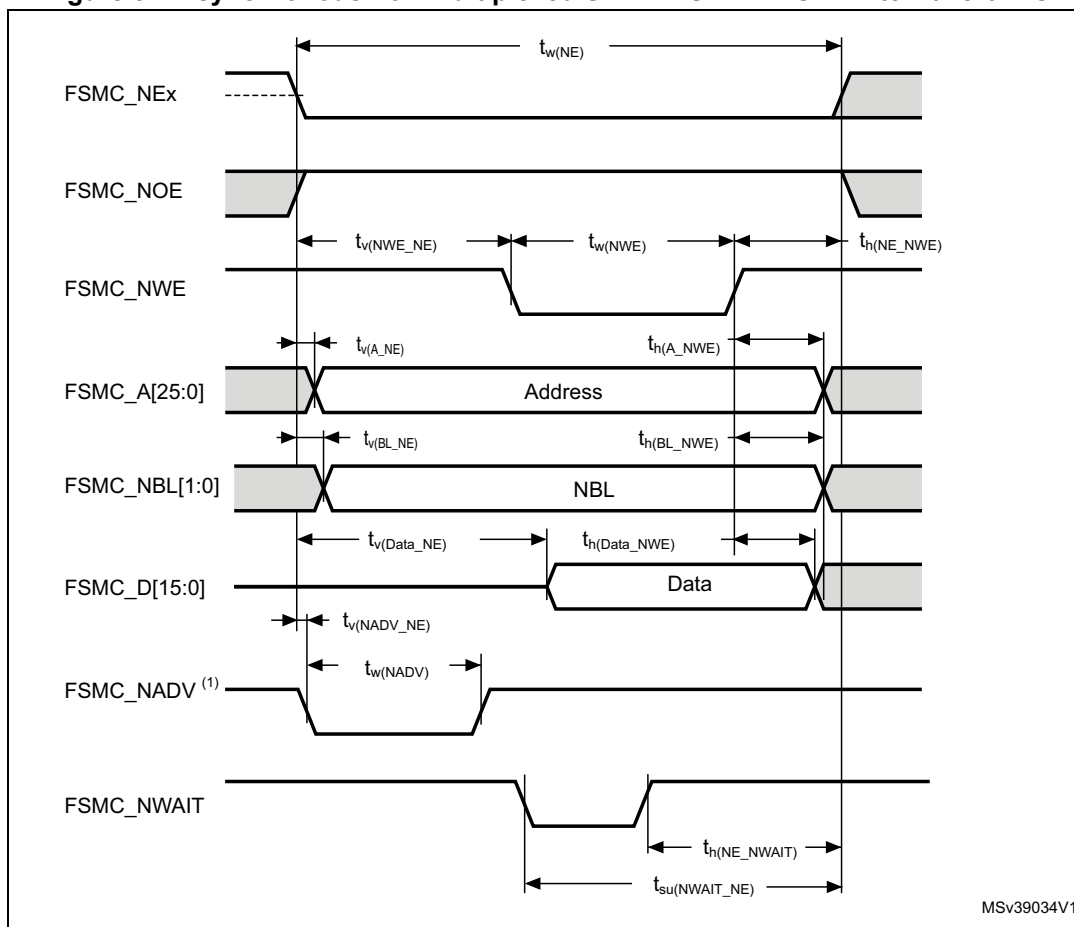 t_w(NE)
FSMC_NEx
FSMC_NOE
t_v(NWE_NE) t_w(NWE) t_h(NE_NWE)
FSMC_NWE
t_v(A_NE) t_h(A_NWE)
FSMC_A[25:0] Address
t_v(BL_NE) t_h(BL_NWE)
FSMC_NBL[1:0] NBL
t_v(Data_NE) t_h(Data_NWE)
FSMC_D[15:0] Data
t_v(NADV_NE)
t_w(NADV)
FSMC_NADV (1)
FSMC_NWAIT
t_h(NE_NWAIT)
t_su(NWAIT_NE)
MSv39034V1